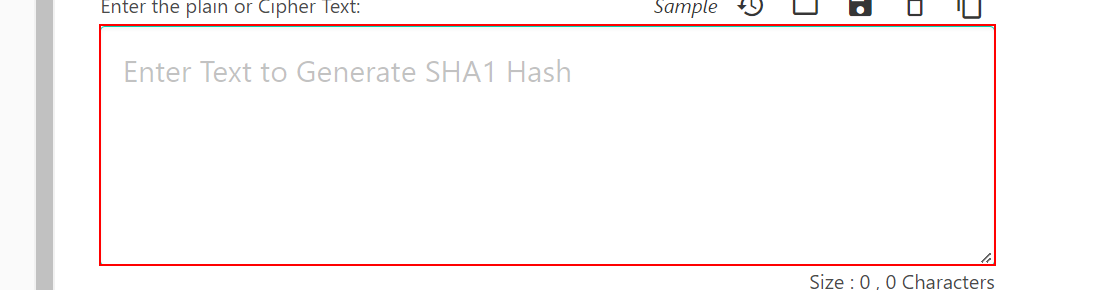 Enter the plain or Cipher Text: Sample
Enter Text to Generate SHA1 Hash
Size : 0 , 0 Characters